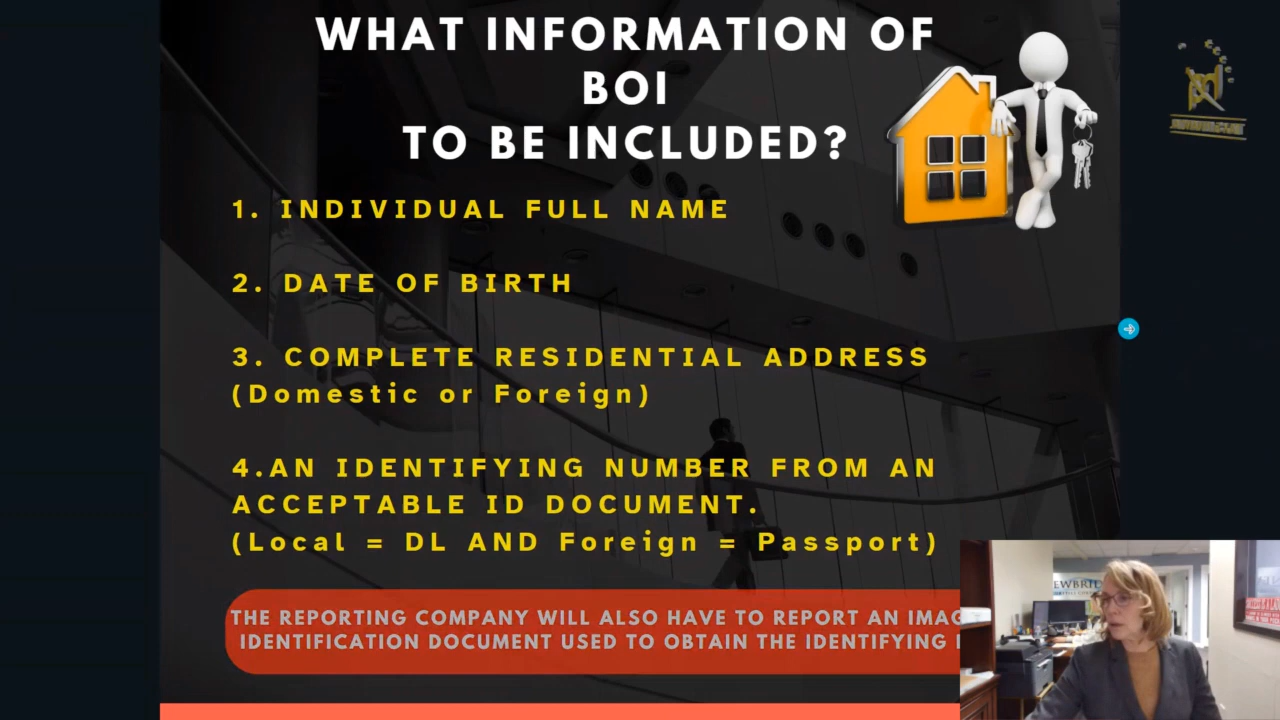 WHAT INFORMATION OF
BOI
TO BE INCLUDED?
1. INDIVIDUAL FULL NAME
2. DATE OF BIRTH
3. COMPLETE RESIDENTIAL ADDRESS
(Domestic or Foreign)
4.AN IDENTIFYING NUMBER FROM AN
ACCEPTABLE ID DOCUMENT.
(Local = DL AND Foreign = Passport)
THE REPORTING COMPANY WILL ALSO HAVE TO REPORT AN
IDENTIFICATION DOCUMENT USED TO OBTAIN THE IDENTIFYING